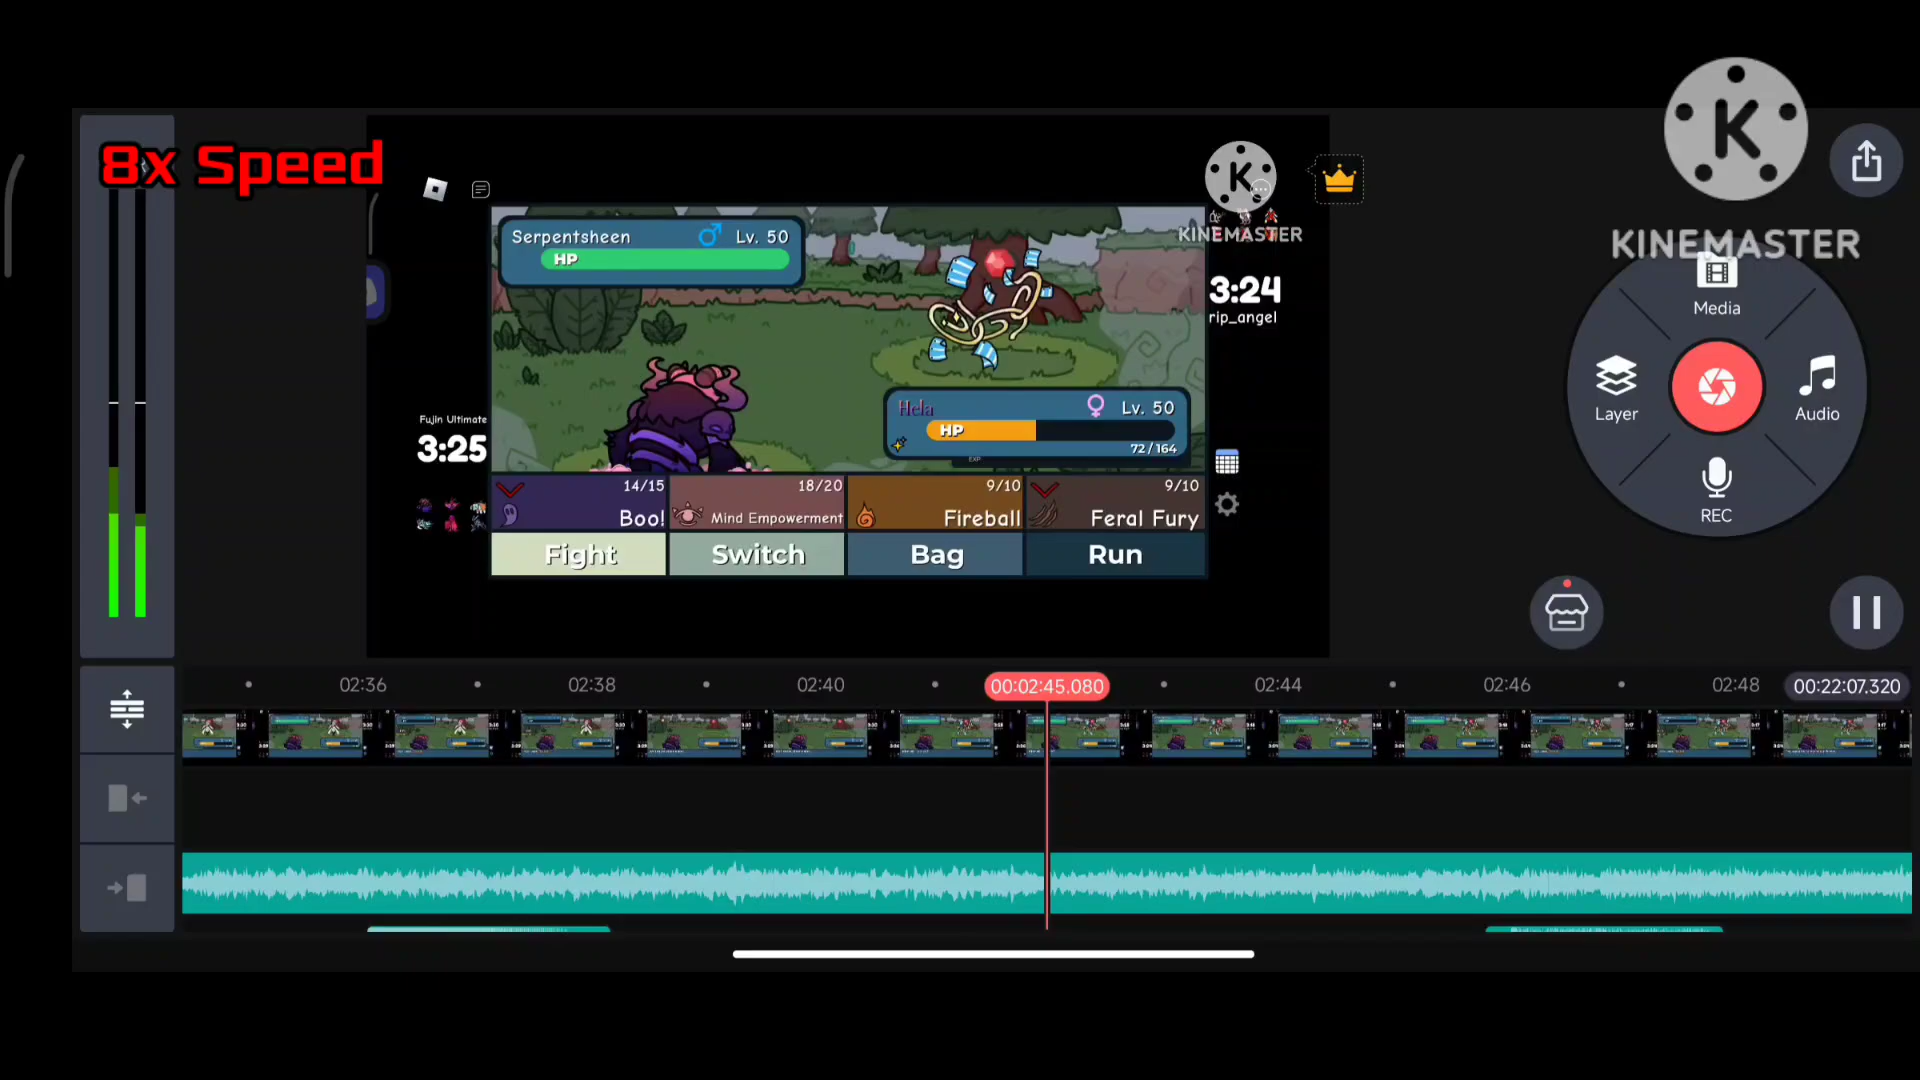 8x Speed
K
KINEMASTER
K
KINEMASTER
Serpentsheen
Lv. 50
HP
3:24
rip_angel
Hela
Lv. 50
HP
72/164
EXP
Fujin Ultimate
3:25
14/15
Boo!
18/20
Mind Empowerment
9/10
Fireball
9/10
Feral Fury
Fight
Switch
Bag
Run
Media
Layer
Audio
REC
02:36
02:38
02:40
00:02:45.080
02:44
02:46
02:48
00:22:07.320